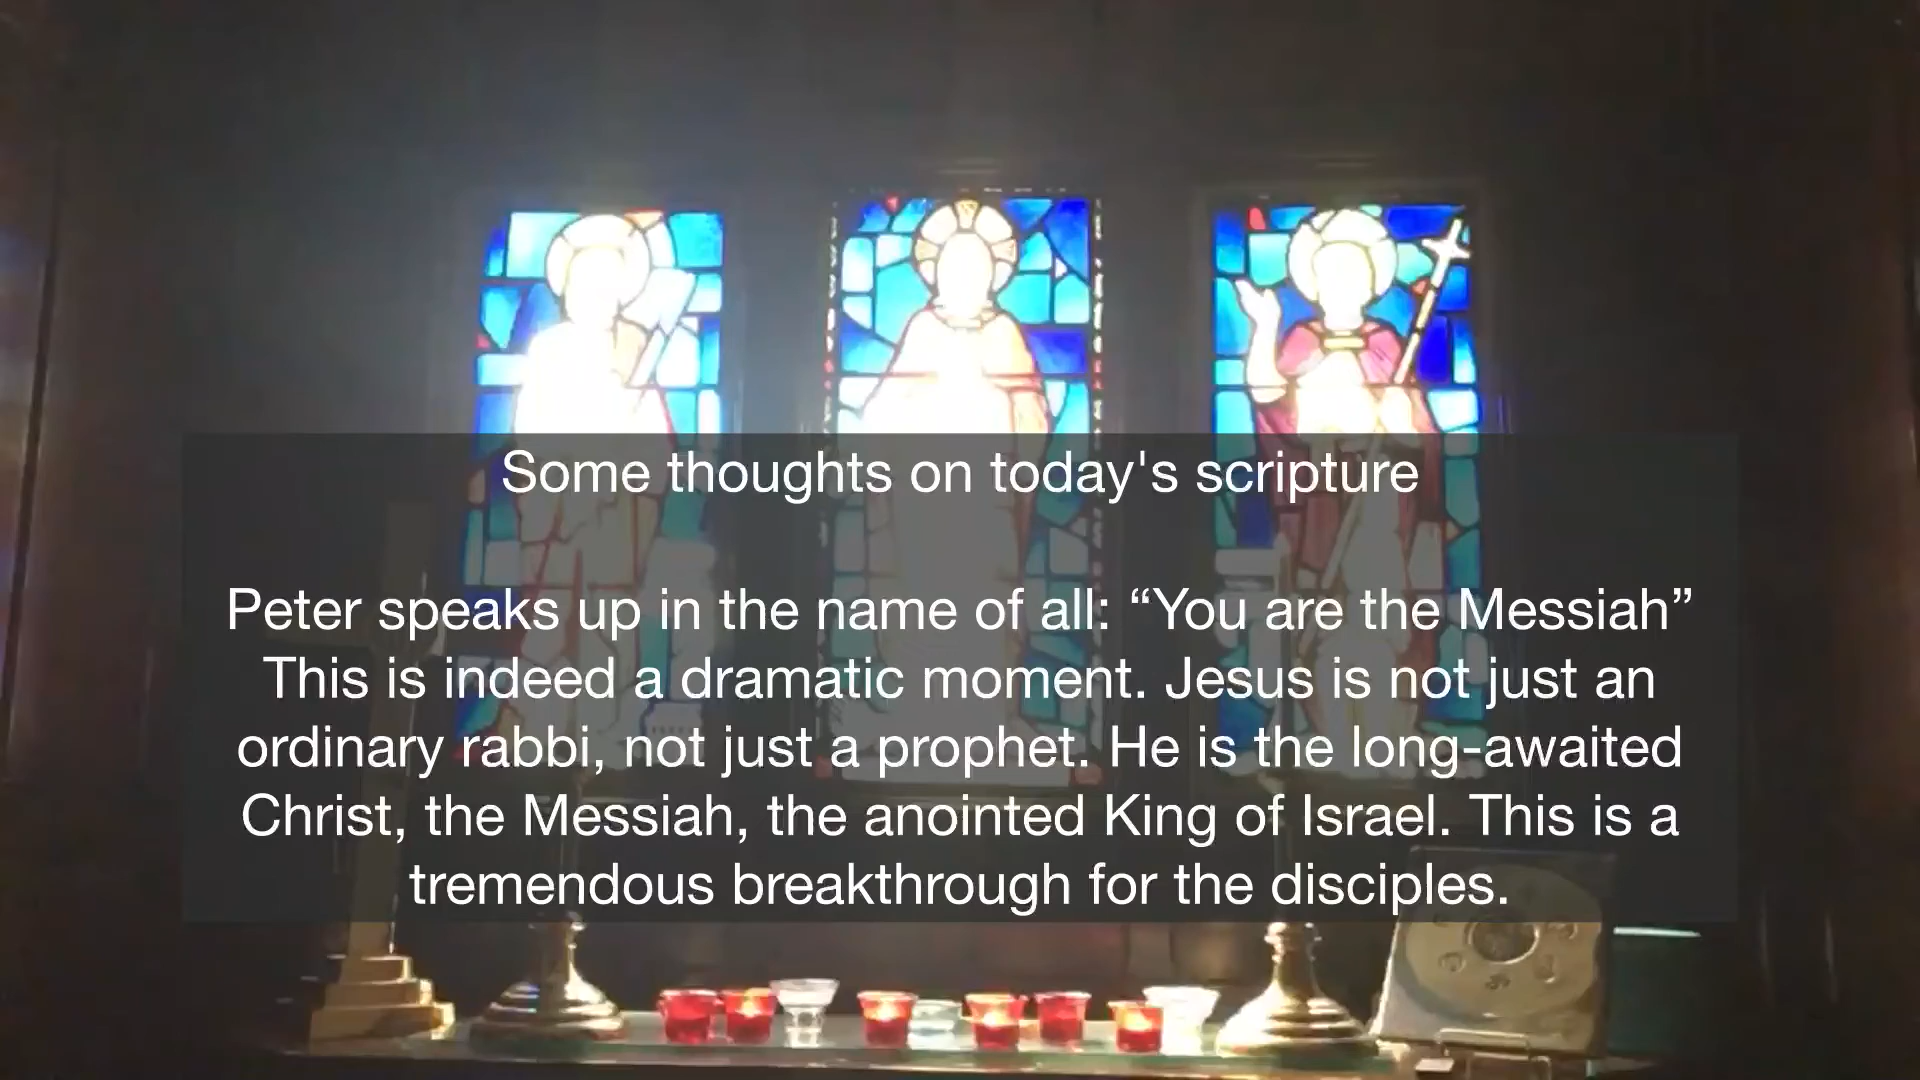 Some thoughts on today's scripture
Peter speaks up in the name of all: “You are the Messiah”
This is indeed a dramatic moment. Jesus is not just an
ordinary rabbi, not just a prophet. He is the long-awaited
Christ, the Messiah, the anointed King of Israel. This is a
tremendous breakthrough for the disciples.